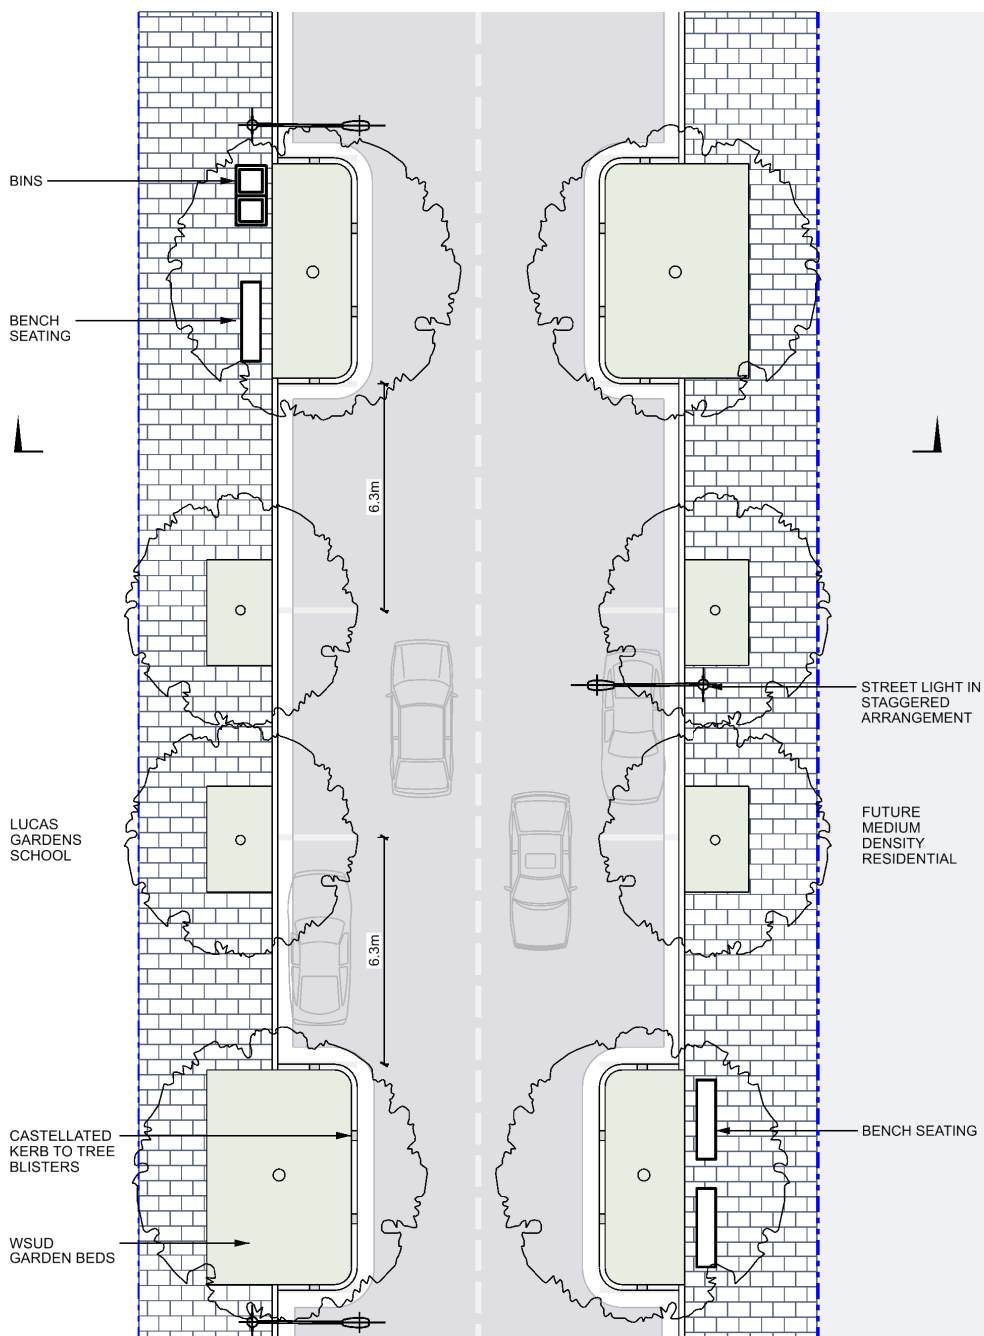 BINS
BENCH
SEATING
6.3m
STREET LIGHT IN
STAGGERED
ARRANGEMENT
LUCAS
GARDENS
SCHOOL
FUTURE
MEDIUM
DENSITY
RESIDENTIAL
6.3m
CASTELLATED
KERB TO TREE
BLISTERS
BENCH SEATING
WSUD
GARDEN BEDS